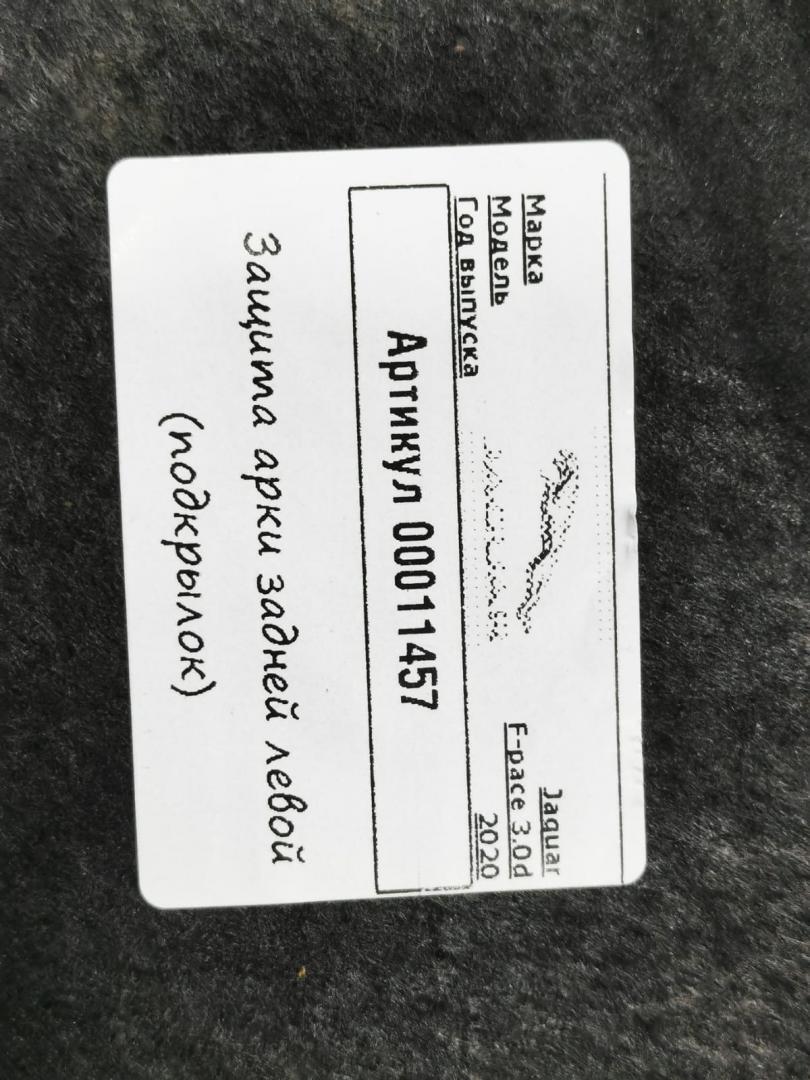 Марка Jaguar
Модель F-pace 3.0d
Год выпуска 2020
Артикул 00011457
Защита арки задней левой
(подкрылок)